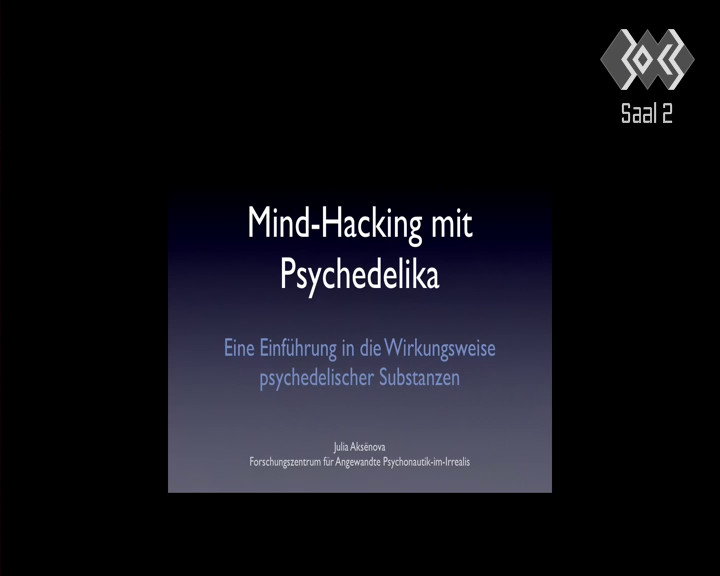 Saal 2
Mind-Hacking mit
Psychedelika
Eine Einführung in die Wirkungsweise
psychedelischer Substanzen
Julia Aksënova
Forschungszentrum für Angewandte Psychonautik-im-Irrealis